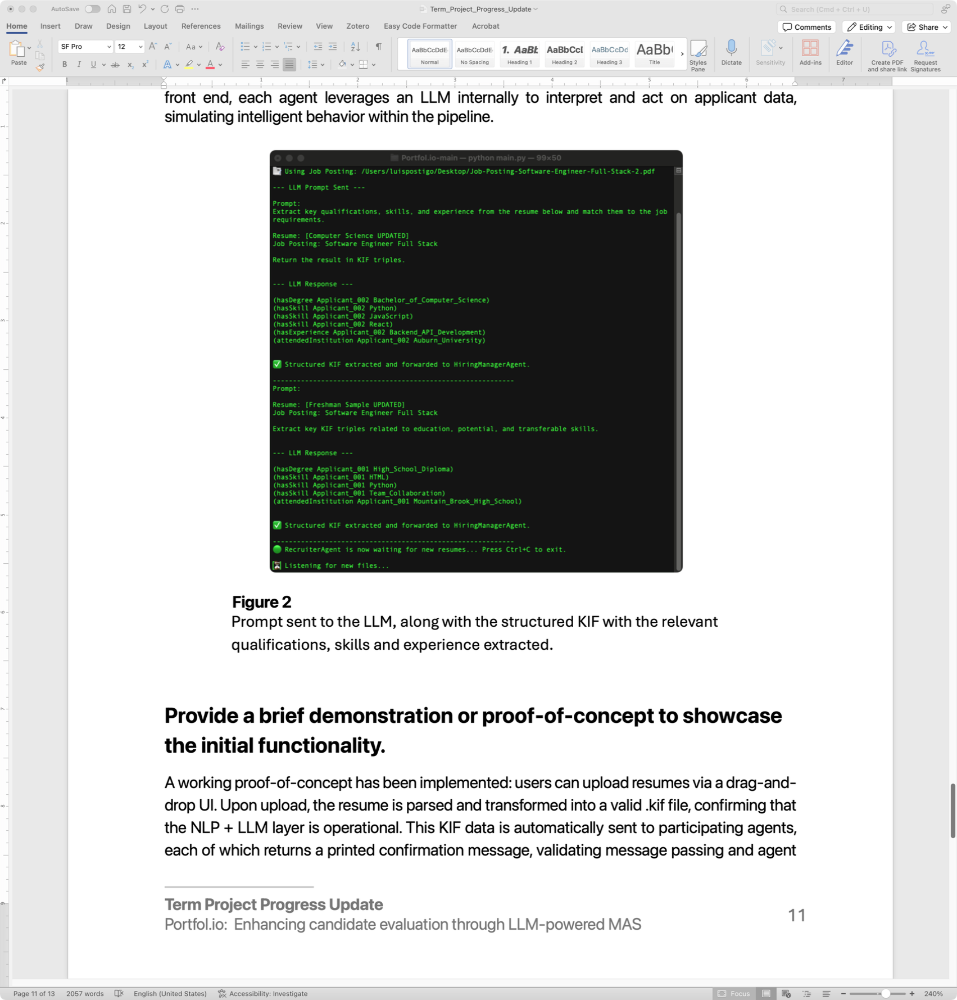 AutoSave
Term_Project_Progress_Update
Search (Cmd + Ctrl + U)
Home Insert Draw Design Layout References Mailings Review View Zotero Easy Code Formatter Acrobat
Comments Editing Share
Paste
SF Pro 12
AaBbCcDdE AaBbCcDdE 1. AaBb AaBbCcI AaBbCcDd AaBb(
Normal No Spacing Heading 1 Heading 2 Heading 3 Title
Styles Pane
Dictate
Sensitivity
Add-ins
Editor
Create PDF and share link
Request Signatures
front end, each agent leverages an LLM internally to interpret and act on applicant data,
simulating intelligent behavior within the pipeline.
Portfol.io-main — python main.py — 99×50
Using Job Posting: /Users/luispostigo/Desktop/Job-Posting-Software-Engineer-Full-Stack-2.pdf
--- LLM Prompt Sent ---
Prompt:
Extract key qualifications, skills, and experience from the resume below and match them to the job
requirements.
Resume: [Computer Science UPDATED]
Job Posting: Software Engineer Full Stack
Return the result in KIF triples.
--- LLM Response ---
(hasDegree Applicant_002 Bachelor_of_Computer_Science)
(hasSkill Applicant_002 Python)
(hasSkill Applicant_002 JavaScript)
(hasSkill Applicant_002 React)
(hasExperience Applicant_002 Backend_API_Development)
(attendedInstitution Applicant_002 Auburn_University)
Structured KIF extracted and forwarded to HiringManagerAgent.
------------------------------------------------------------
Prompt:
Resume: [Freshman Sample UPDATED]
Job Posting: Software Engineer Full Stack
Extract key KIF triples related to education, potential, and transferable skills.
--- LLM Response ---
(hasDegree Applicant_001 High_School_Diploma)
(hasSkill Applicant_001 HTML)
(hasSkill Applicant_001 Python)
(hasSkill Applicant_001 Team_Collaboration)
(attendedInstitution Applicant_001 Mountain_Brook_High_School)
Structured KIF extracted and forwarded to HiringManagerAgent.
------------------------------------------------------------
RecruiterAgent is now waiting for new resumes... Press Ctrl+C to exit.
Listening for new files...
Figure 2
Prompt sent to the LLM, along with the structured KIF with the relevant
qualifications, skills and experience extracted.
Provide a brief demonstration or proof-of-concept to showcase
the initial functionality.
A working proof-of-concept has been implemented: users can upload resumes via a drag-and-
drop UI. Upon upload, the resume is parsed and transformed into a valid .kif file, confirming that
the NLP + LLM layer is operational. This KIF data is automatically sent to participating agents,
each of which returns a printed confirmation message, validating message passing and agent
Term Project Progress Update
Portfol.io: Enhancing candidate evaluation through LLM-powered MAS
11
Page 11 of 13 2057 words English (United States) Accessibility: Investigate Focus 240%